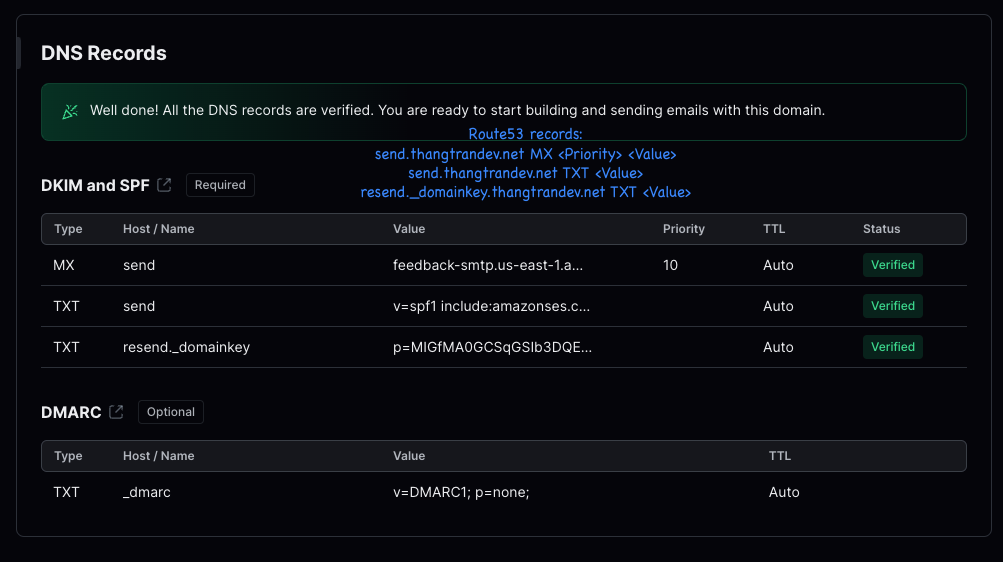 DNS Records
Well done! All the DNS records are verified. You are ready to start building and sending emails with this domain.
Route53 records:
send.thangtrandev.net MX <Priority> <Value>
send.thangtrandev.net TXT <Value>
resend._domainkey.thangtrandev.net TXT <Value>
DKIM and SPF Required
Type Host / Name Value Priority TTL Status
MX send feedback-smtp.us-east-1.a... 10 Auto Verified
TXT send v=spf1 include:amazonses.c... Auto Verified
TXT resend._domainkey p=MIGfMA0GCSqGSIb3DQE... Auto Verified
DMARC Optional
Type Host / Name Value TTL
TXT _dmarc v=DMARC1; p=none; Auto